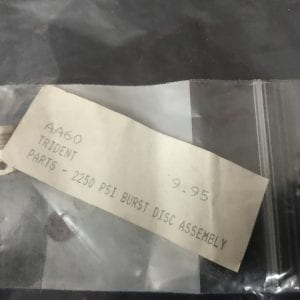 AA60
TRIDENT
PARTS - 2250 PSI BURST DISC ASSEMBLY
9.95